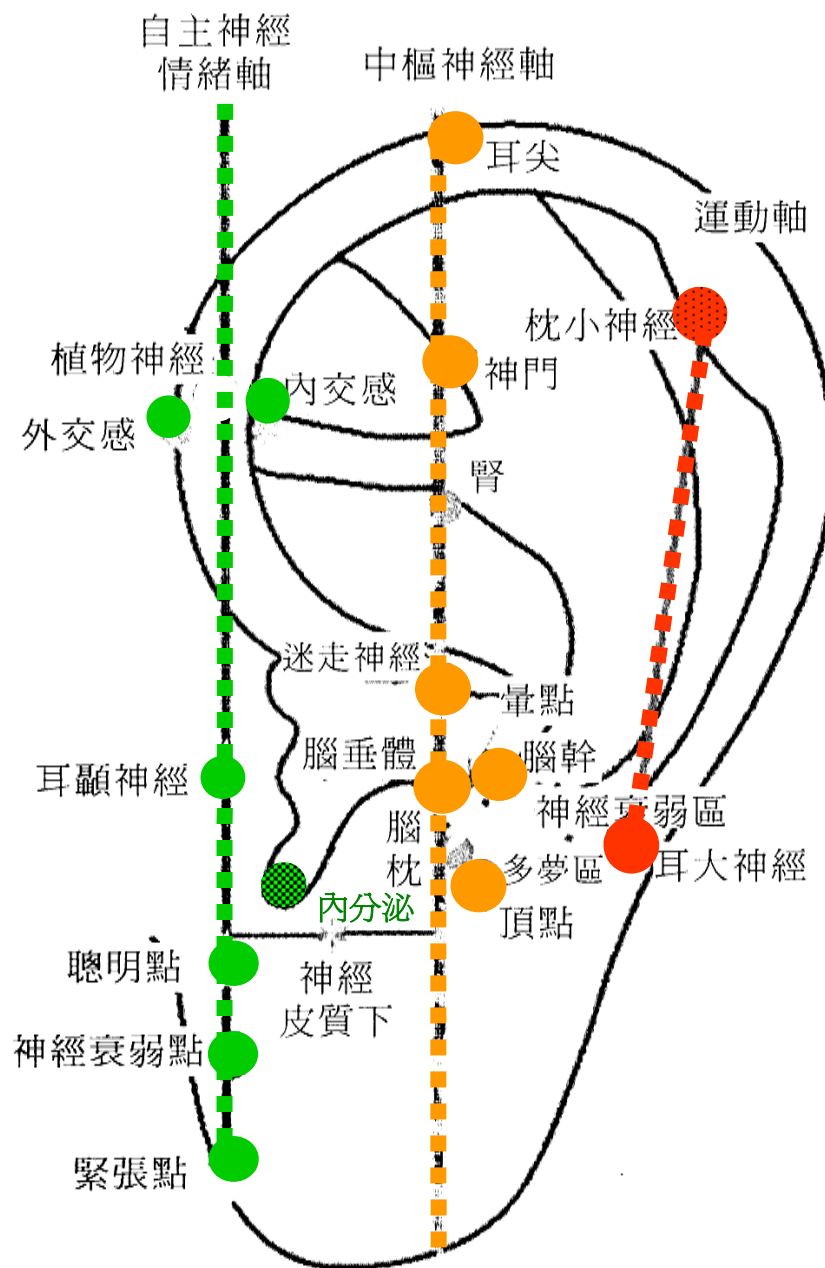 自主神經
情緒軸
中樞神經軸
耳尖
運動軸
枕小神經
植物神經
內交感
神門
外交感
腎
迷走神經
暈點
腦垂體
腦幹
耳顳神經
神經衰弱區
腦
枕
多夢區
耳大神經
內分泌
頂點
聰明點
神經
皮質下
神經衰弱點
緊張點